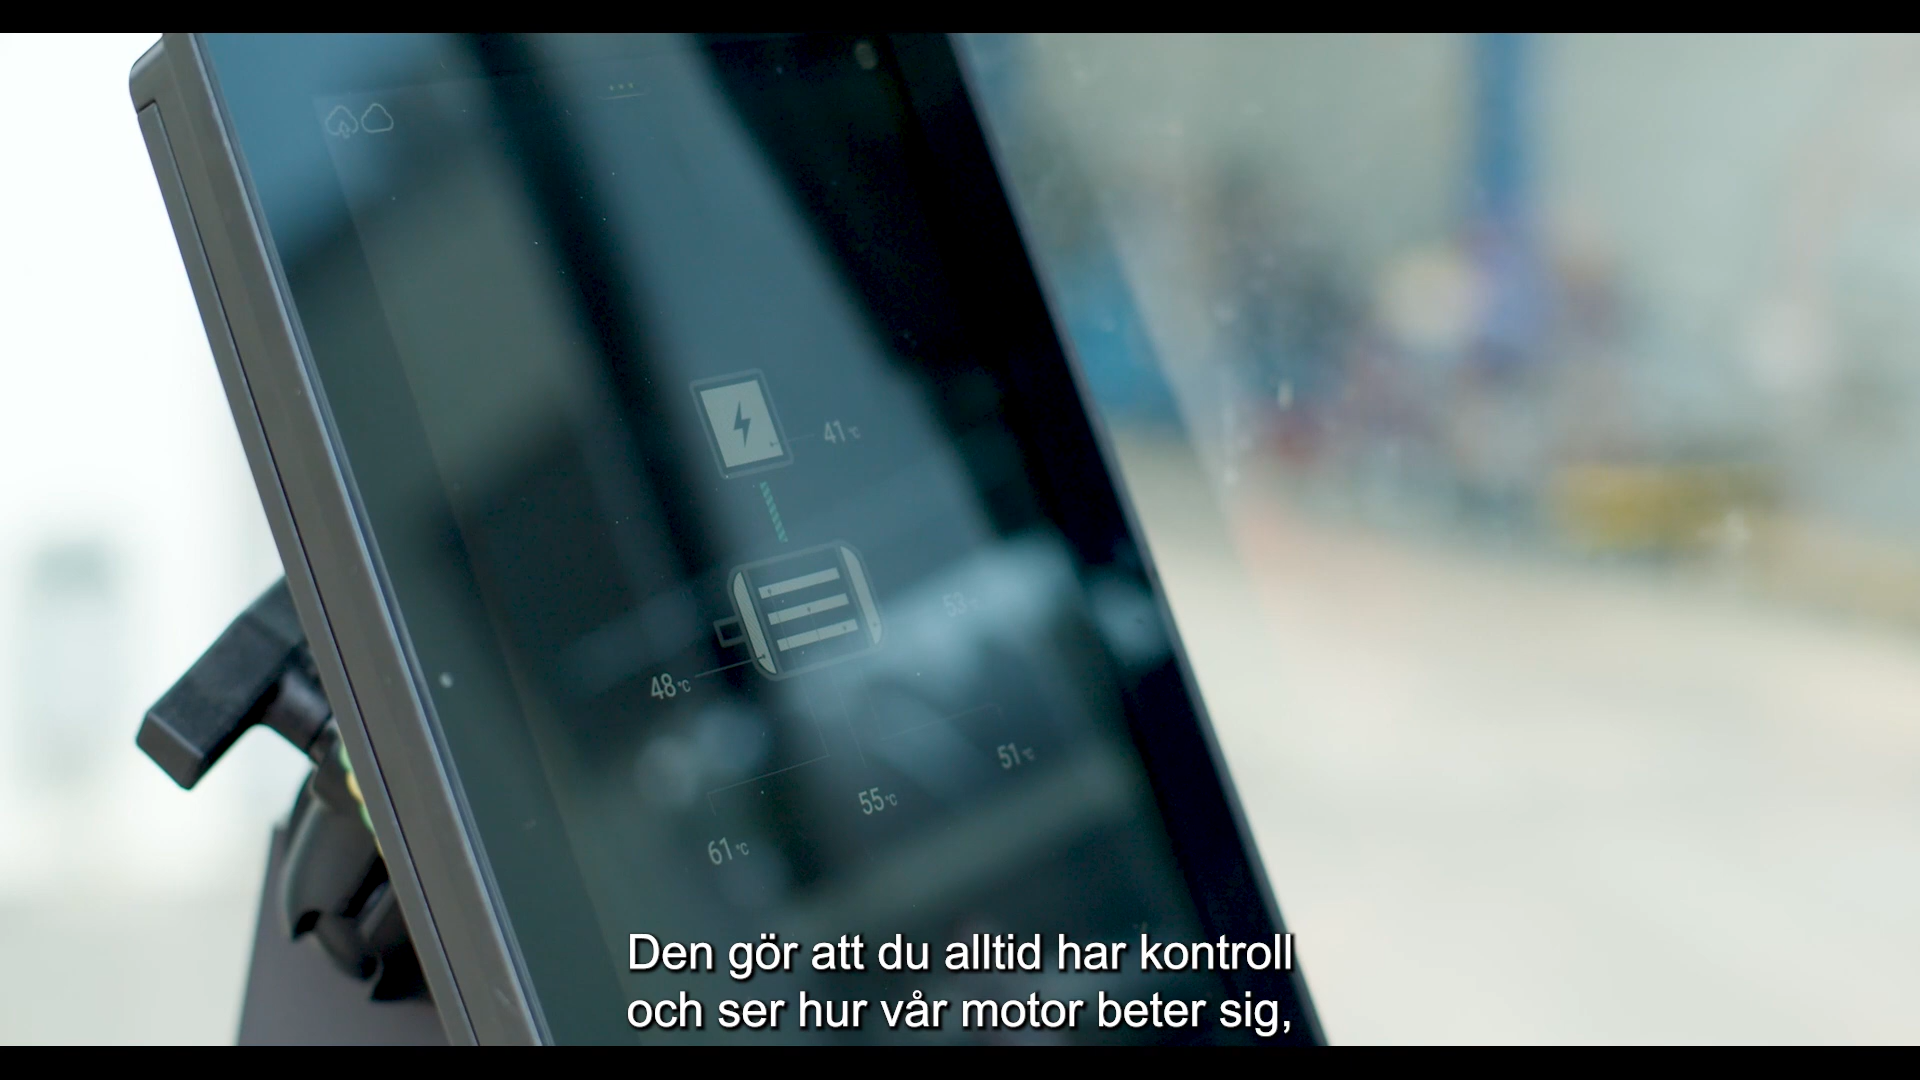 41°C
53
48°C
51°C
55°C
61°C
Den gör att du alltid har kontroll
och ser hur vår motor beter sig,